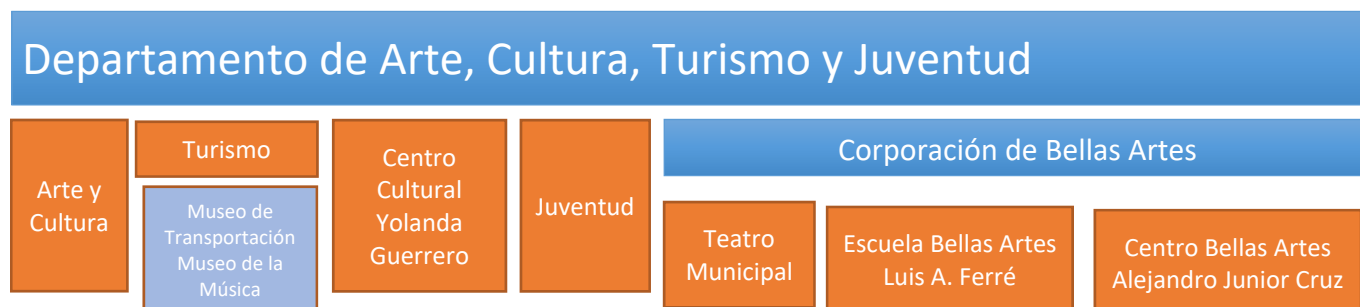 Departamento de Arte, Cultura, Turismo y Juventud
Arte y
Cultura
Turismo
Museo de
Transportación
Museo de la
Música
Centro
Cultural
Yolanda
Guerrero
Juventud
Corporación de Bellas Artes
Teatro
Municipal
Escuela Bellas Artes
Luis A. Ferré
Centro Bellas Artes
Alejandro Junior Cruz